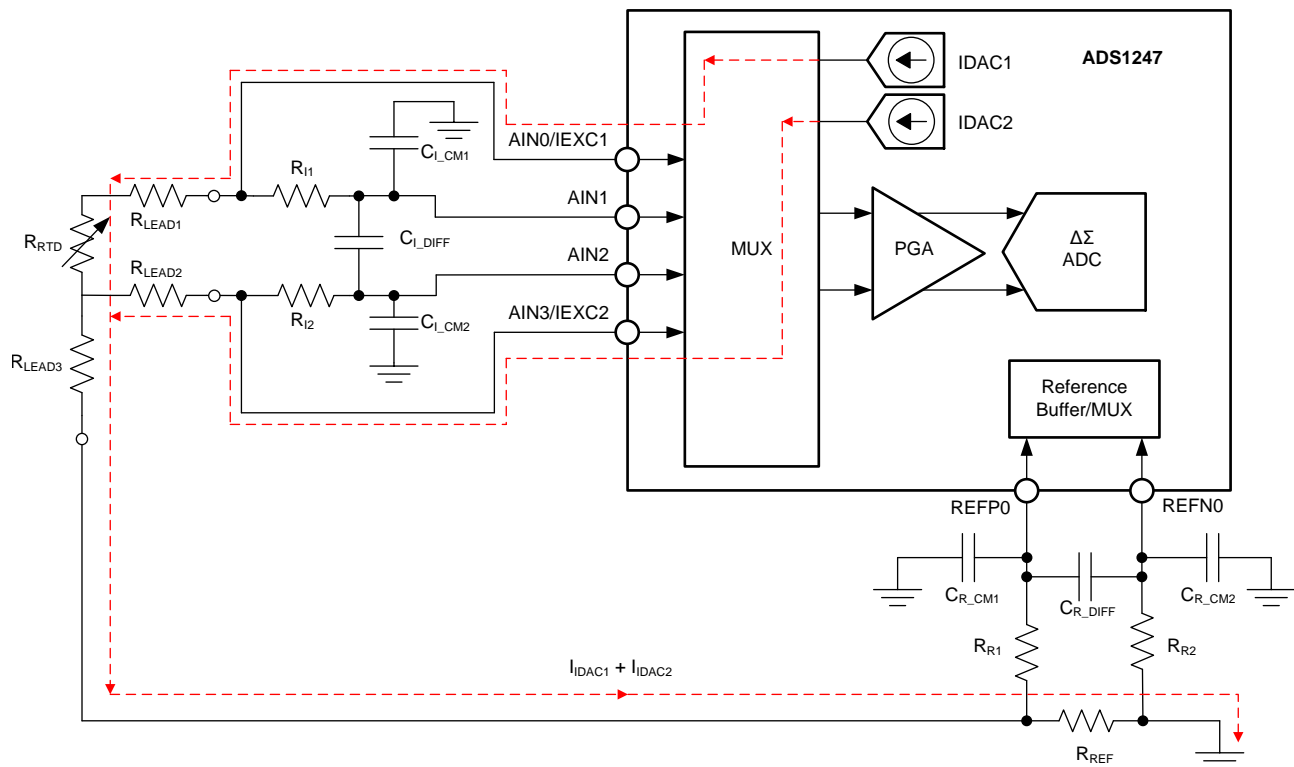 ADS1247
IDAC1
IDAC2
MUX
PGA
ΔΣ
ADC
Reference
Buffer/MUX
AIN0/IEXC1
AIN1
AIN2
AIN3/IEXC2
REFP0
REFN0
C_I_CM1
R_I1
R_LEAD1
R_RTD
C_I_DIFF
R_LEAD2
R_I2
C_I_CM2
R_LEAD3
C_R_CM1
C_R_DIFF
C_R_CM2
R_R1
R_R2
I_IDAC1 + I_IDAC2
R_REF